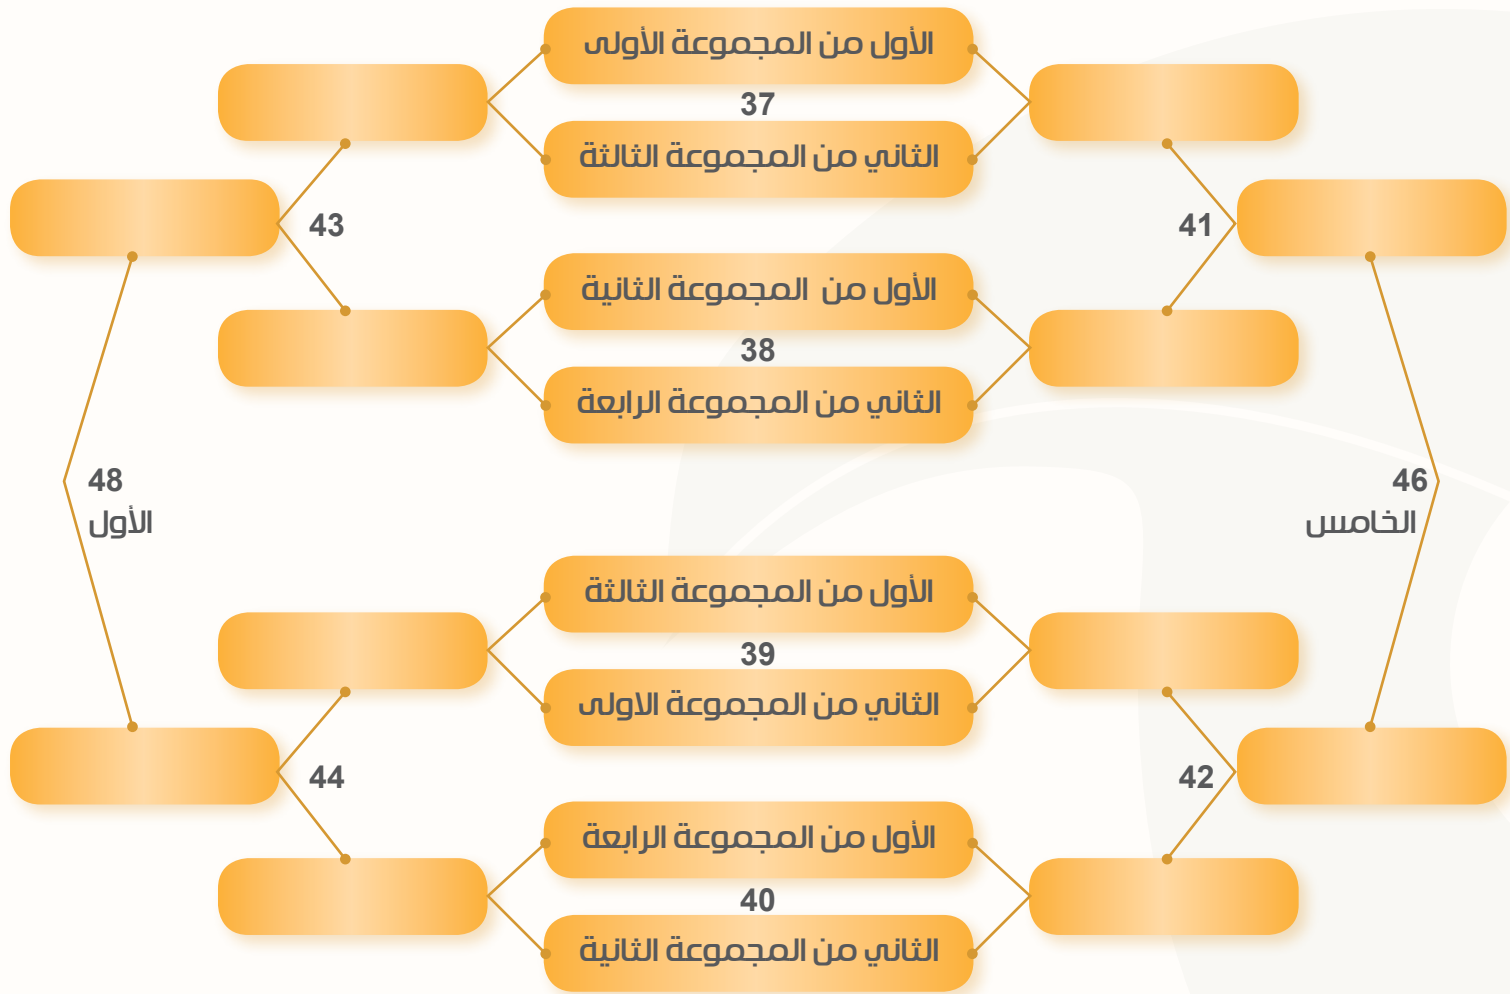 الأول من المجموعة الأولى
37
الثاني من المجموعة الثالثة
41
43
الأول من المجموعة الثانية
38
الثاني من المجموعة الرابعة
46
الخامس
48
الأول
الأول من المجموعة الثالثة
39
الثاني من المجموعة الاولى
42
44
الأول من المجموعة الرابعة
40
الثاني من المجموعة الثانية